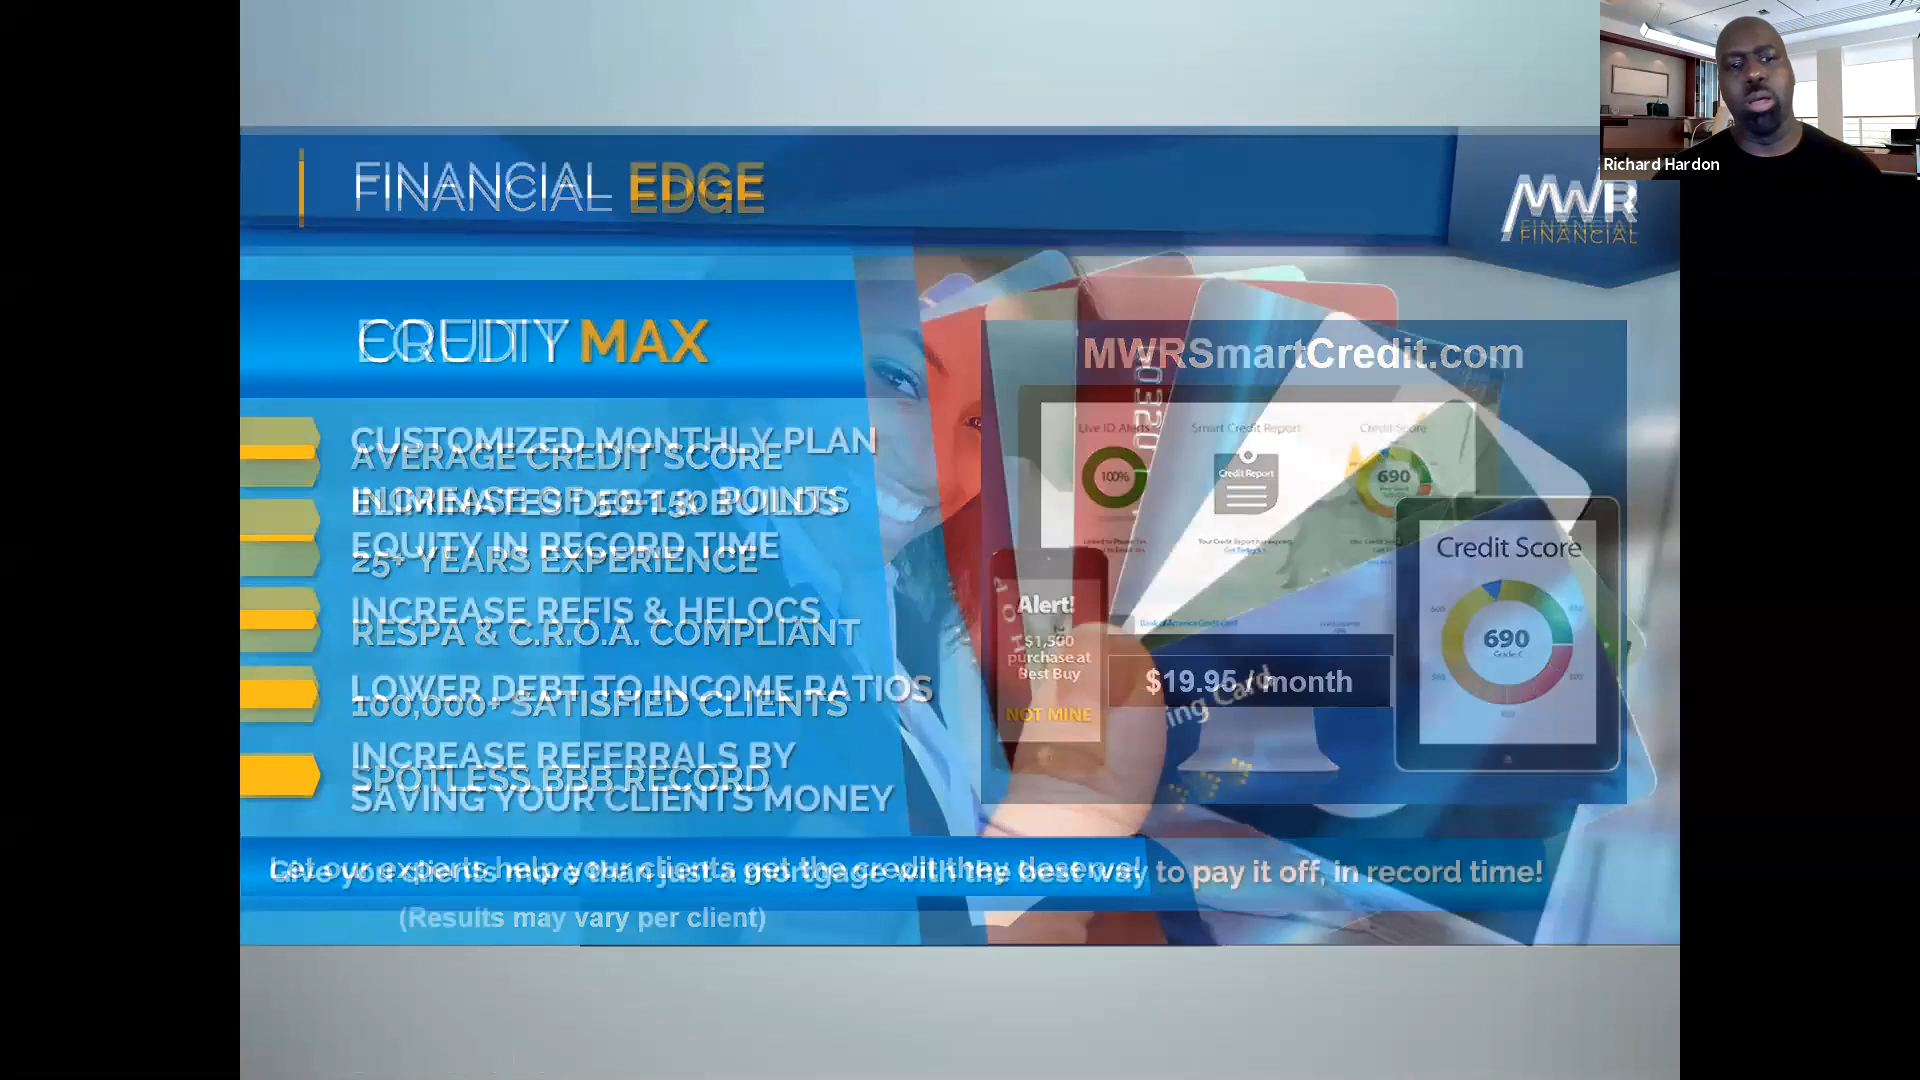 Richard Hardon
FINANCIAL EDGE
MWR
FINANCIAL
CREDIT MAX
EQUITY MAX
MWRSmartCredit.com
CUSTOMIZED MONTHLY PLAN
AVERAGE CREDIT SCORE
INCREASE OF 50-150 POINTS
ELIMINATES DEBT & BUILDS
EQUITY IN RECORD TIME
25+ YEARS EXPERIENCE
INCREASE REFIS & HELOCS
RESPA & C.R.O.A. COMPLIANT
LOWER DEBT TO INCOME RATIOS
100,000+ SATISFIED CLIENTS
INCREASE REFERRALS BY
SPOTLESS BBB RECORD
SAVING YOUR CLIENTS MONEY
Live ID Alerts
Smart Credit Report
Credit Score
100%
Credit Report
690
Alert!
$1,500
purchase at
Best Buy
NOT MINE
$19.95 / month
Credit Score
690
Let our experts help your clients get the credit they deserve!
Give you clients more than just a mortgage with the best way to pay it off, in record time!
(Results may vary per client)